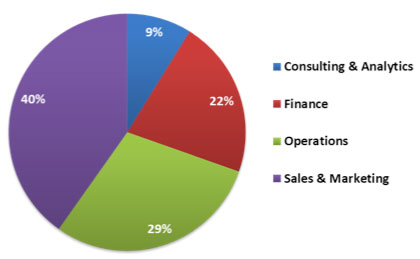 9%
Consulting & Analytics
22%
Finance
40%
Operations
Sales & Marketing
29%